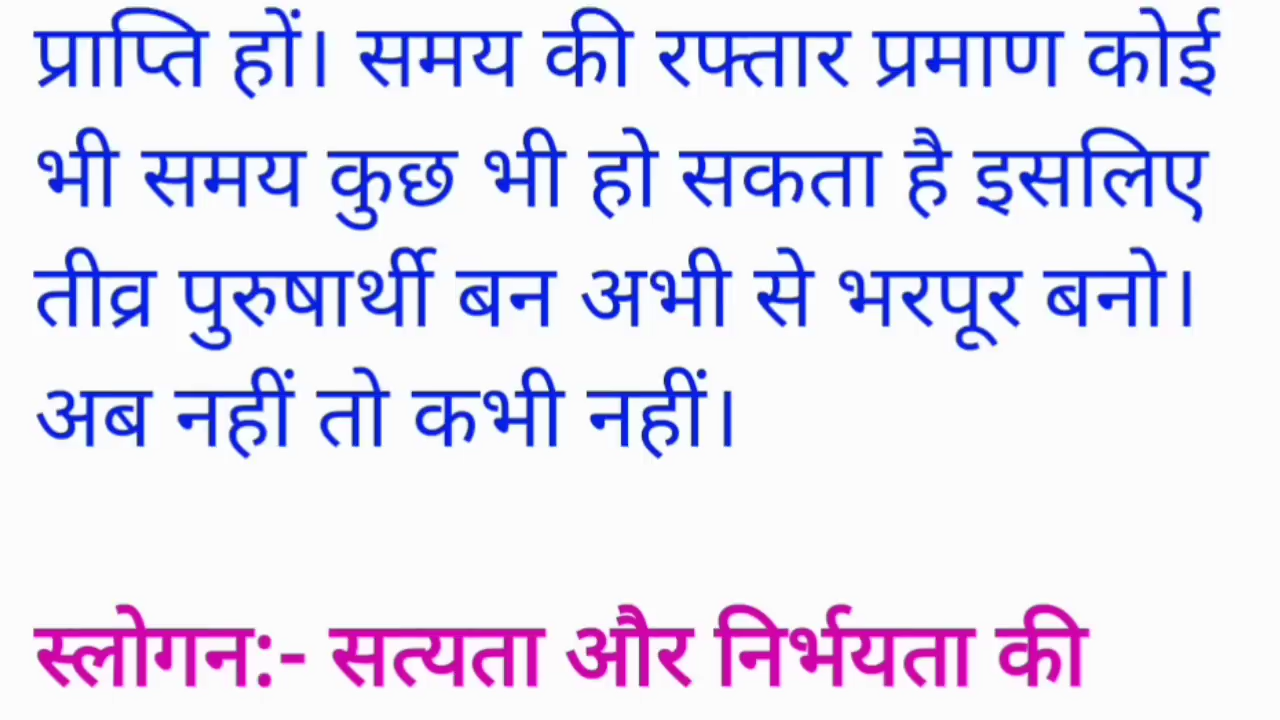 प्राप्ति हों। समय की रफ्तार प्रमाण कोई
भी समय कुछ भी हो सकता है इसलिए
तीव्र पुरुषार्थी बन अभी से भरपूर बनो।
अब नहीं तो कभी नहीं।
स्लोगन:- सत्यता और निर्भयता की